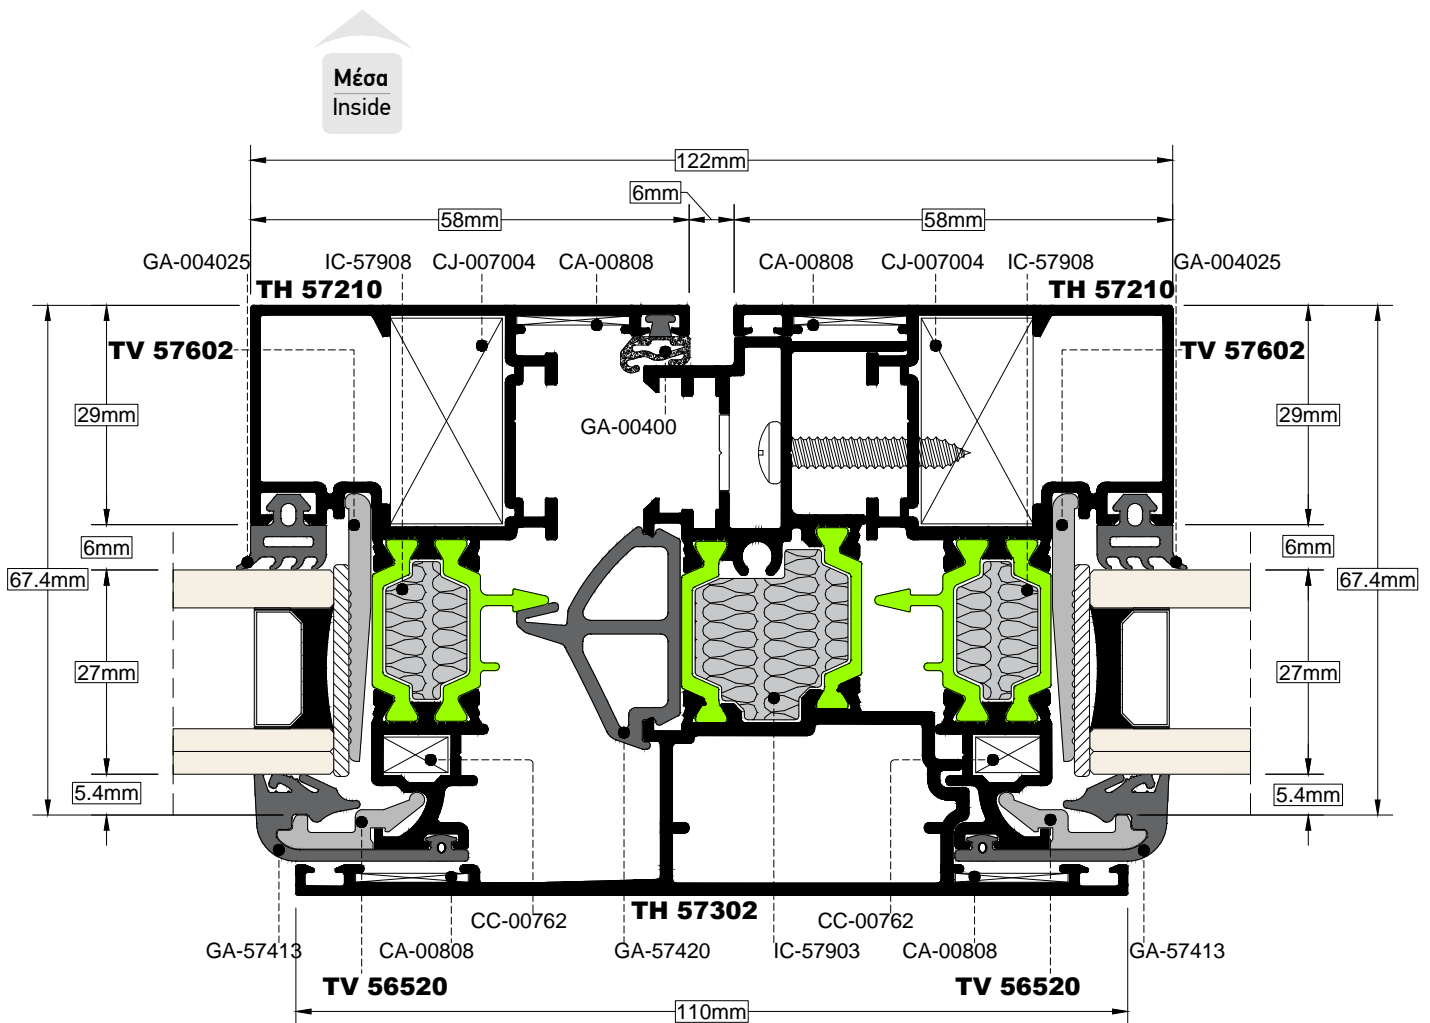 Μέσα
Inside
122mm
6mm
58mm
58mm
GA-004025
IC-57908
CJ-007004
CA-00808
CA-00808
CJ-007004
IC-57908
GA-004025
TH 57210
TH 57210
TV 57602
TV 57602
29mm
29mm
GA-00400
6mm
6mm
67.4mm
67.4mm
27mm
27mm
5.4mm
5.4mm
TH 57302
CC-00762
CC-00762
GA-57413
CA-00808
GA-57420
IC-57903
CA-00808
GA-57413
TV 56520
TV 56520
110mm